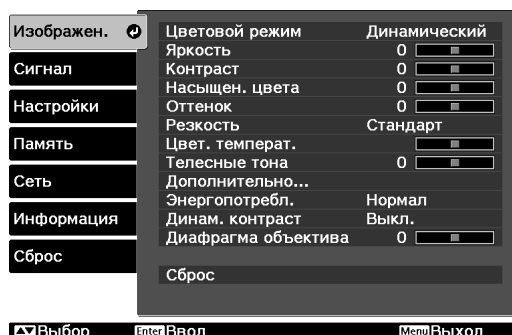 Изображен.
Сигнал
Настройки
Память
Сеть
Информация
Сброс
Цветовой режим Динамический
Яркость 0
Контраст 0
Насыщен. цвета 0
Оттенок 0
Резкость Стандарт
Цвет. температ.
Телесные тона 0
Дополнительно...
Энергопотребл. Нормал
Динам. контраст Выкл.
Диафрагма объектива 0
Сброс
Выбор Enter Ввод Menu Выход